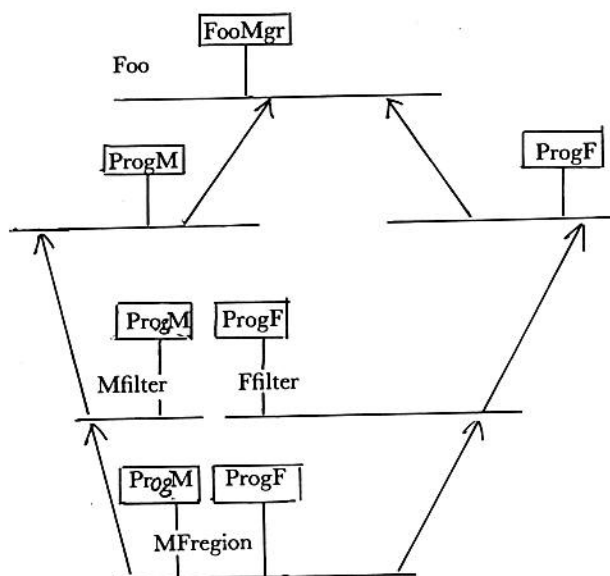 FooMgr
Foo
ProgM
ProgF
ProgM ProgF
Mfilter Ffilter
ProgM ProgF
MFregion